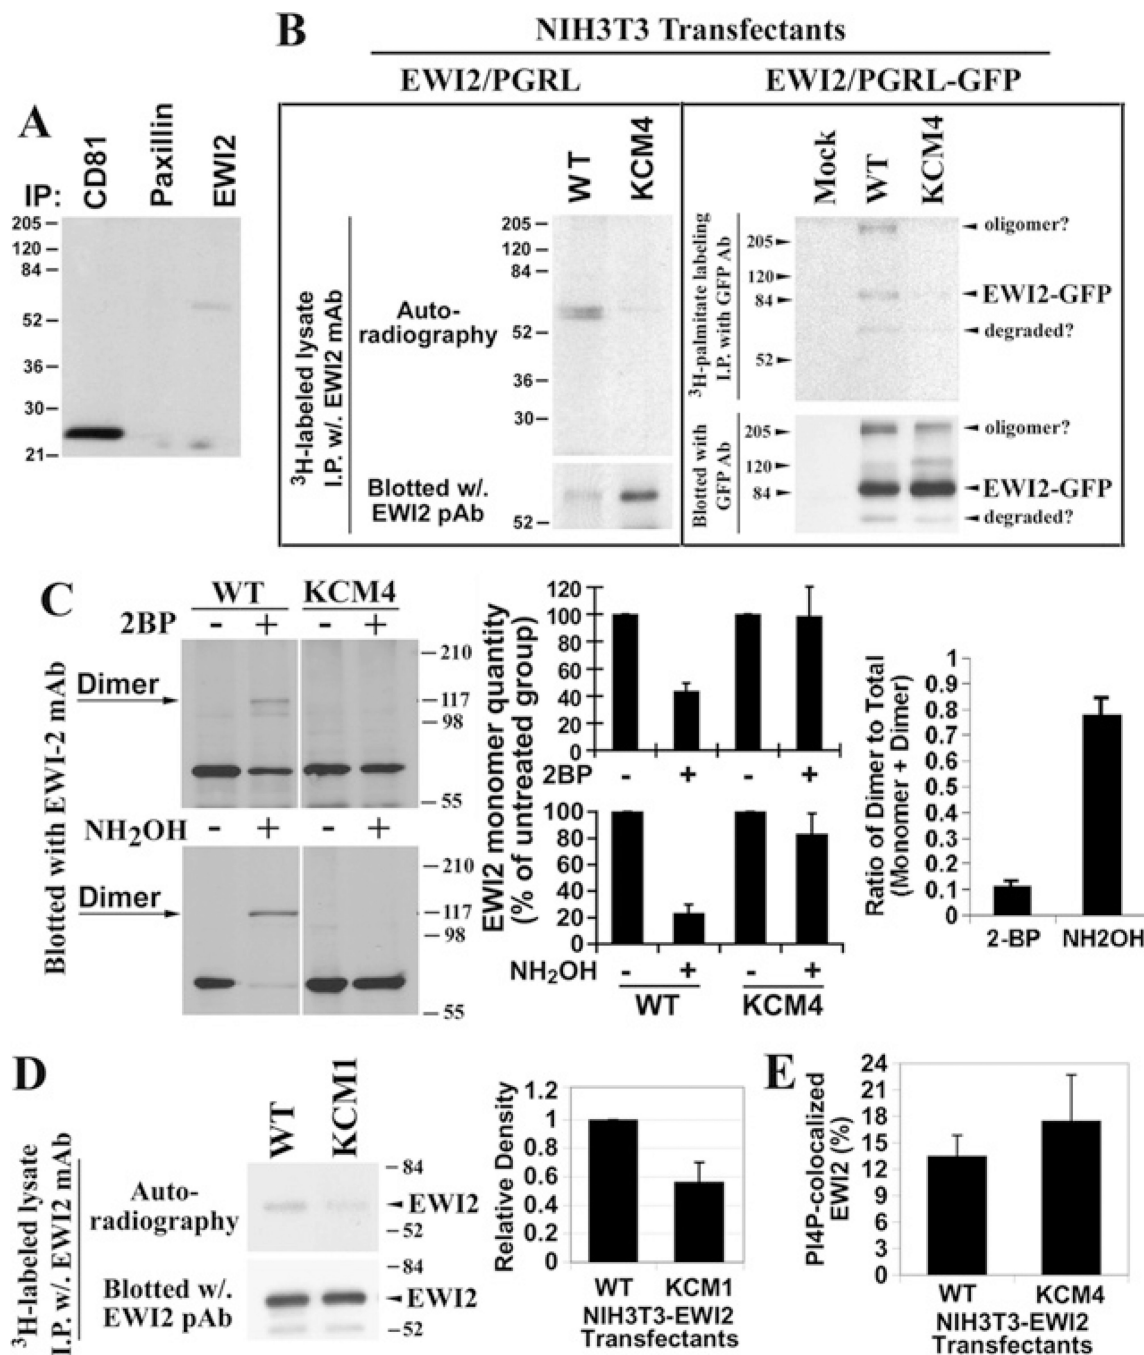 A
IP:
CD81
Paxillin
EWI2
205
120
84
52
36
30
21
B
NIH3T3 Transfectants
EWI2/PGRL
EWI2/PGRL-GFP
³H-labeled lysate
I.P. w/. EWI2 mAb
WT
KCM4
Auto-
radiography
205
120
84
52
36
30
Blotted w/.
EWI2 pAb
52
Mock
WT
KCM4
³H-palmitate labeling
I.P. with GFP Ab
205
120
84
52
oligomer?
EWI2-GFP
degraded?
Blotted with
GFP Ab
205
120
84
oligomer?
EWI2-GFP
degraded?
C
Blotted with EWI-2 mAb
WT
KCM4
2BP
- + - +
Dimer
210
117
98
55
NH₂OH
- + - +
Dimer
210
117
98
55
EWI2 monomer quantity
(% of untreated group)
120
100
80
60
40
20
0
2BP - + - +
100
80
60
40
20
0
NH₂OH - + - +
WT
KCM4
Ratio of Dimer to Total
(Monomer + Dimer)
1
0.9
0.8
0.7
0.6
0.5
0.4
0.3
0.2
0.1
0
2-BP
NH2OH
D
³H-labeled lysate
I.P. w/. EWI2 mAb
WT
KCM1
Auto-
radiography
84
EWI2
52
Blotted w/.
EWI2 pAb
84
EWI2
52
Relative Density
1.2
1
0.8
0.6
0.4
0.2
0
WT
KCM1
NIH3T3-EWI2
Transfectants
E
PI4P-colocalized
EWI2 (%)
24
21
18
15
12
9
6
3
0
WT
KCM4
NIH3T3-EWI2
Transfectants